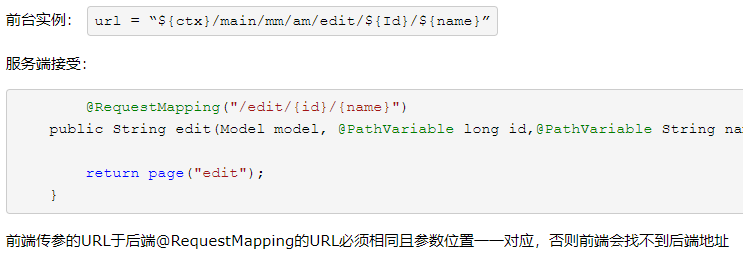 前台实例： url = “${ctx}/main/mm/am/edit/${Id}/${name}”
服务端接受：
@RequestMapping("/edit/{id}/{name}")
public String edit(Model model, @PathVariable long id,@PathVariable String na
return page("edit");
}
前端传参的URL于后端@RequestMapping的URL必须相同且参数位置一一对应，否则前端会找不到后端地址